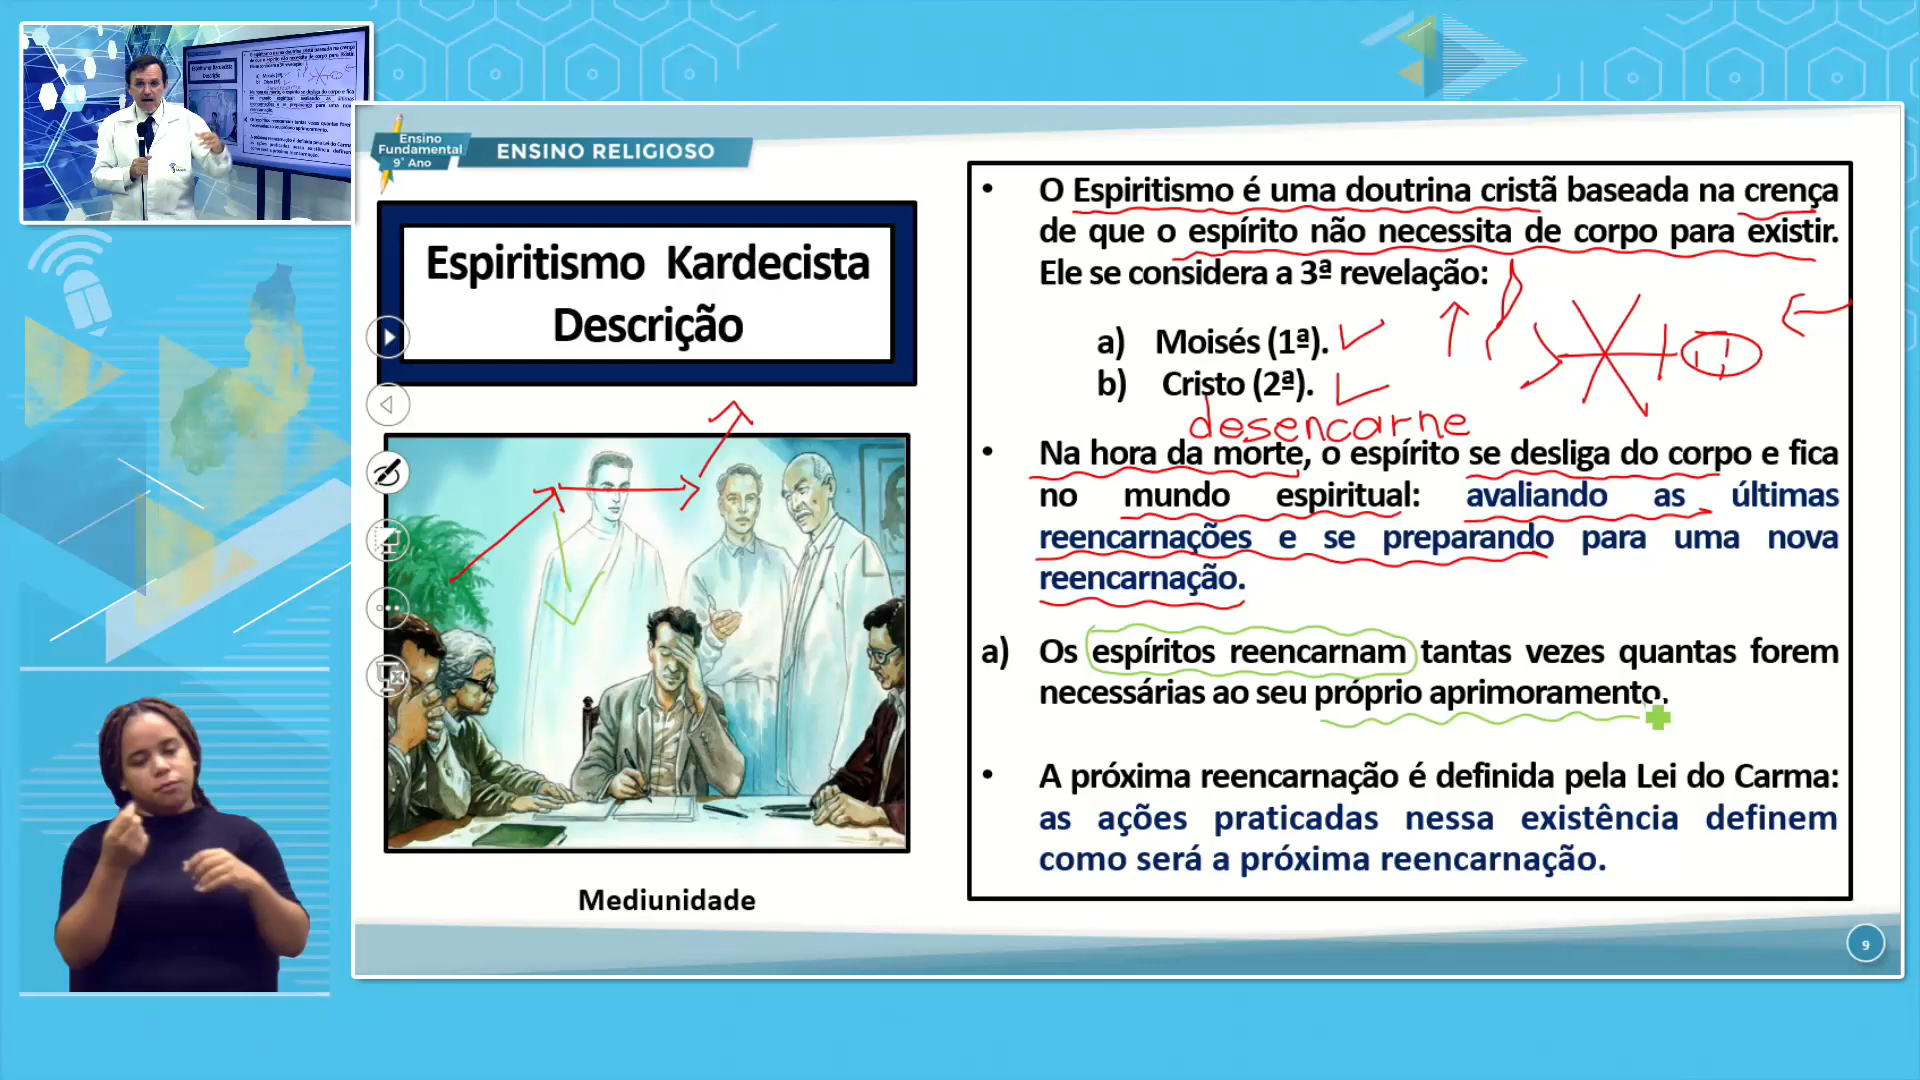 Ensino
Fundamental
9° Ano
ENSINO RELIGIOSO
Espiritismo Kardecista
Descrição
Mediunidade
• O Espiritismo é uma doutrina cristã baseada na crença
de que o espírito não necessita de corpo para existir.
Ele se considera a 3ª revelação:
a) Moisés (1ª).
b) Cristo (2ª).
desencarne
• Na hora da morte, o espírito se desliga do corpo e fica
no mundo espiritual: avaliando as últimas
reencarnações e se preparando para uma nova
reencarnação.
a) Os espíritos reencarnam tantas vezes quantas forem
necessárias ao seu próprio aprimoramento.
• A próxima reencarnação é definida pela Lei do Carma:
as ações praticadas nessa existência definem
como será a próxima reencarnação.
9